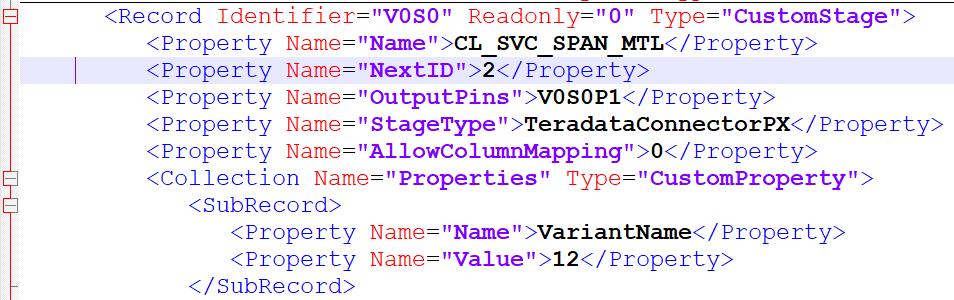 <Record Identifier="V0S0" Readonly="0" Type="CustomStage">
<Property Name="Name">CL_SVC_SPAN_MTL</Property>
<Property Name="NextID">2</Property>
<Property Name="OutputPins">V0S0P1</Property>
<Property Name="StageType">TeradataConnectorPX</Property>
<Property Name="AllowColumnMapping">0</Property>
<Collection Name="Properties" Type="CustomProperty">
<SubRecord>
<Property Name="Name">VariantName</Property>
<Property Name="Value">12</Property>
</SubRecord>